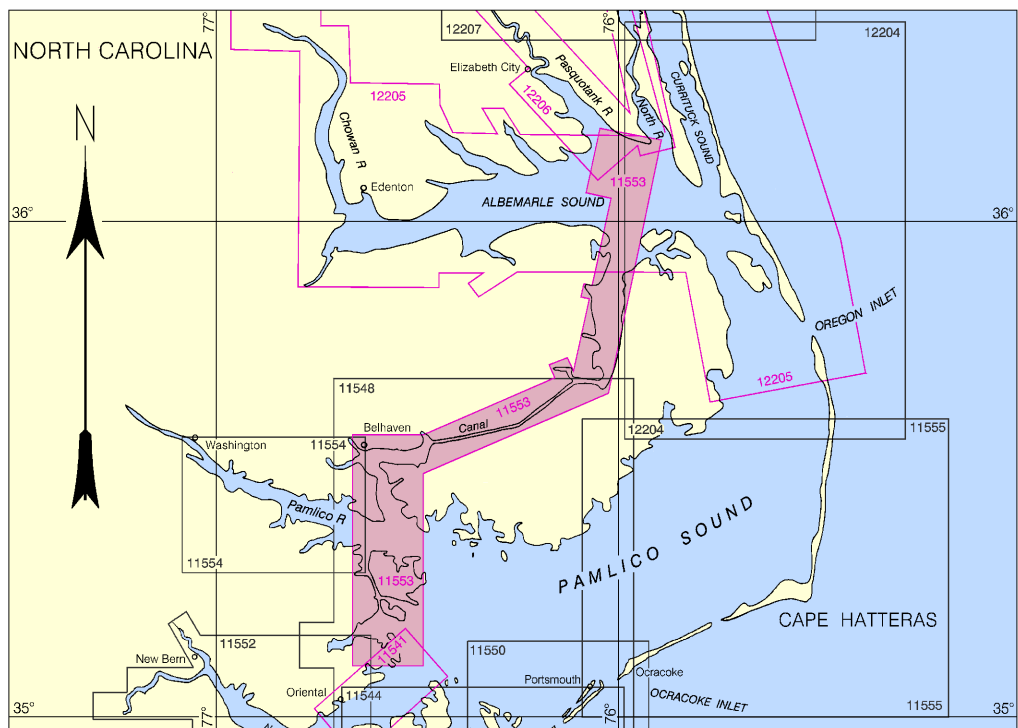 77°
76°
12207
12204
NORTH CAROLINA
Elizabeth City
Pasquotank R
12205
12206
North R
CURRITUCK SOUND
N
Chowan R
Edenton
11553
ALBEMARLE SOUND
36°
36°
OREGON INLET
12205
11548
11553
Belhaven
Canal
12204
11555
Washington
11554
Pamlico R
PAMLICO SOUND
11554
11553
CAPE HATTERAS
11552
11541
11550
New Bern
Portsmouth
Ocracoke
Oriental
11544
OCRACOKE INLET
11555
35°
35°
77°
76°